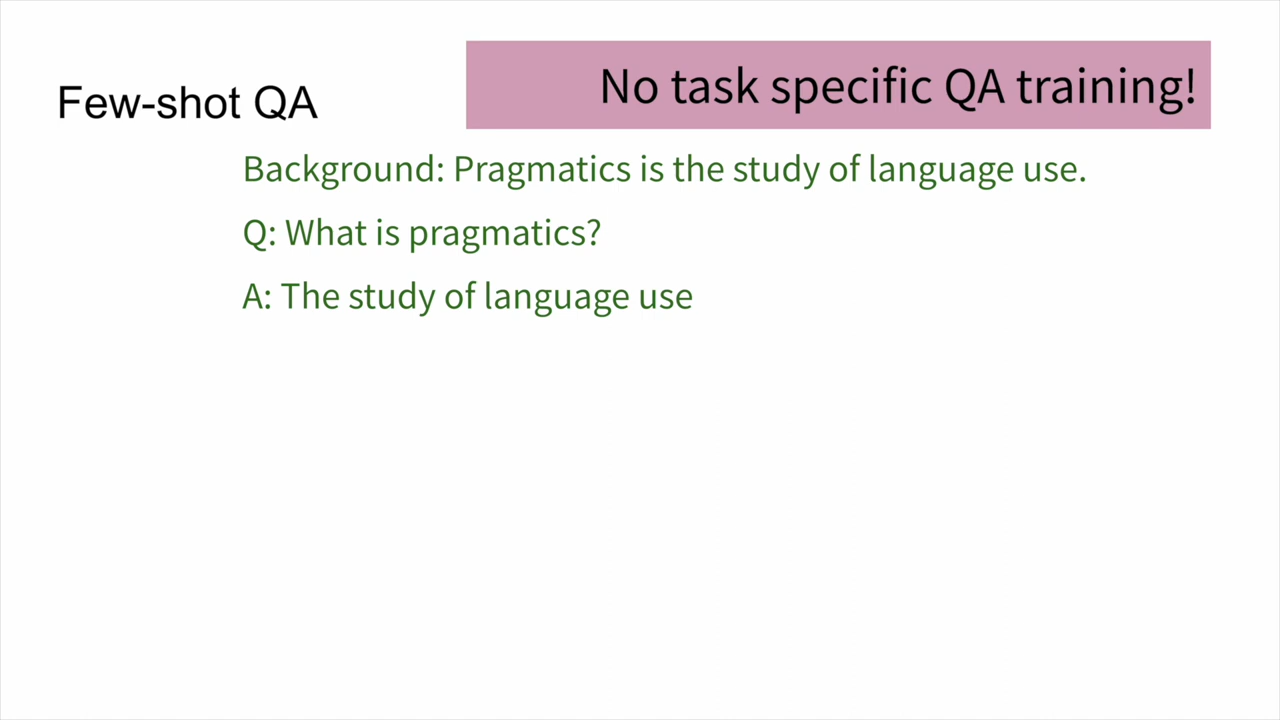 No task specific QA training!
Few-shot QA
Background: Pragmatics is the study of language use.
Q: What is pragmatics?
A: The study of language use